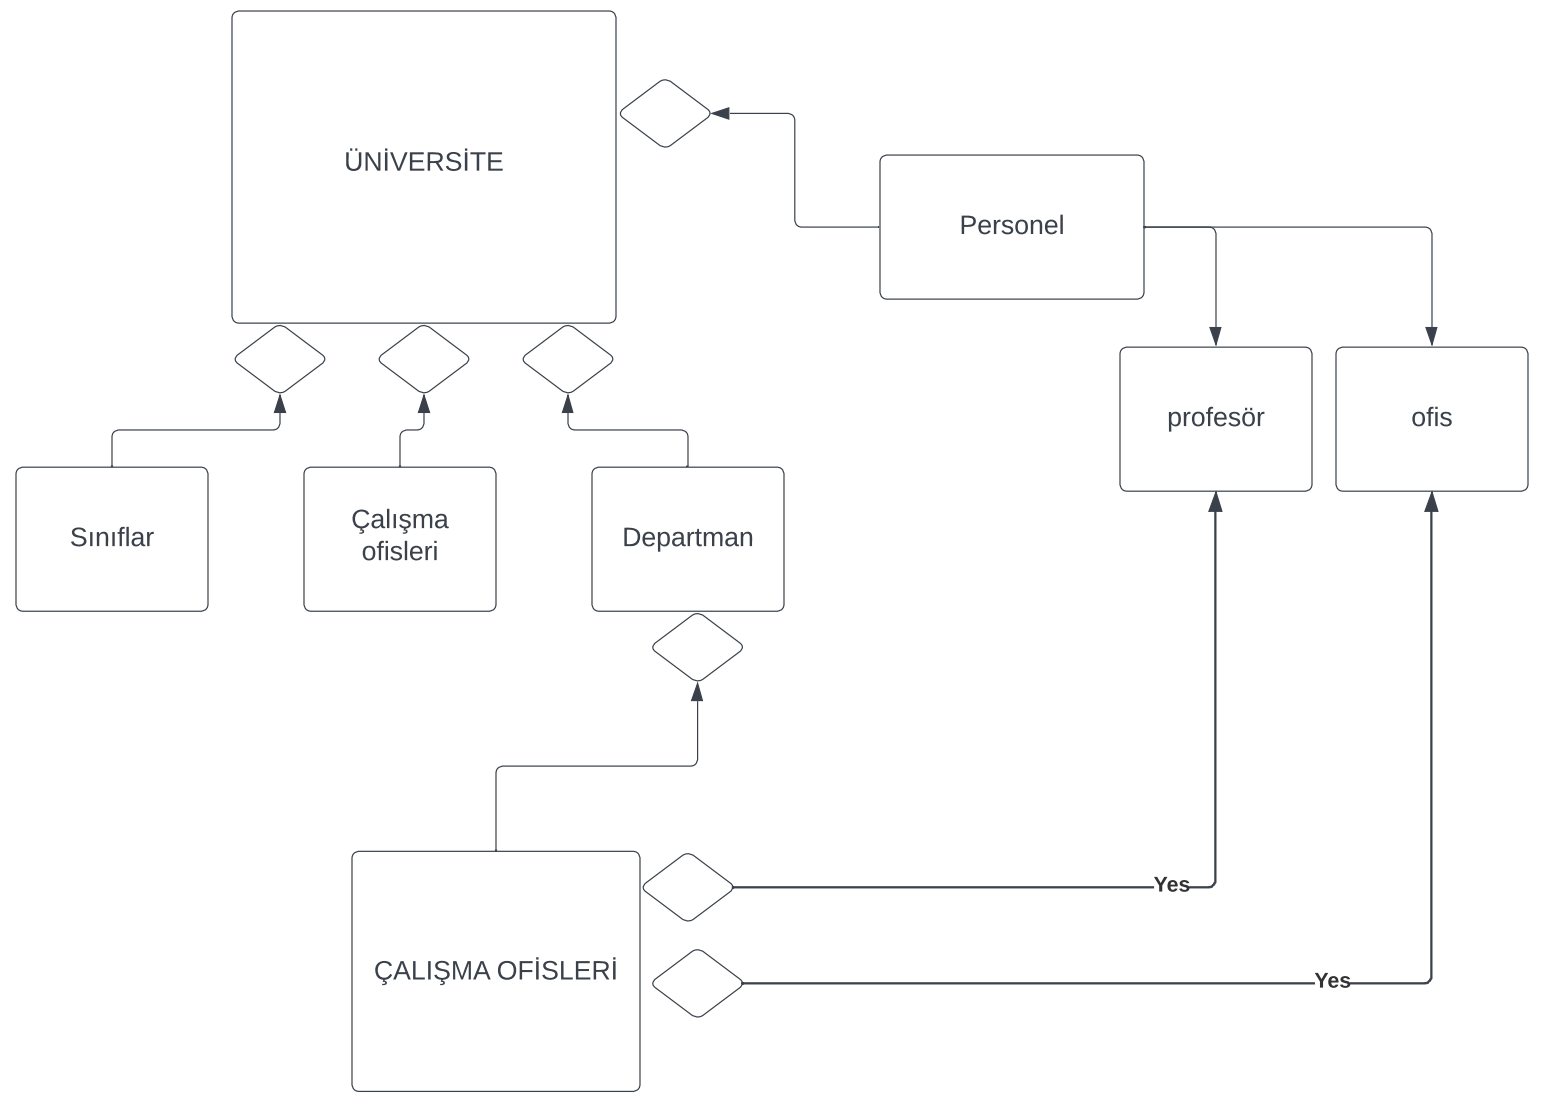 ÜNİVERSİTE
Personel
profesör
ofis
Sınıflar
Çalışma
ofisleri
Departman
Yes
ÇALIŞMA OFİSLERİ
Yes